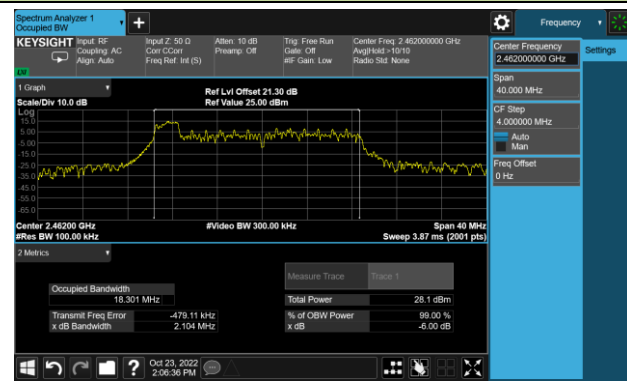 Spectrum Analyzer 1
Occupied BW
Frequency
KEYSIGHT Input: RF Input Z: 50 Ω Atten: 10 dB Trig: Free Run Center Freq: 2.462000000 GHz
Coupling: AC Corr CCorr Preamp: Off Gate: Off Avg|Hold:>10/10
Align: Auto Freq Ref: Int (S) #IF Gain: Low Radio Std: None
Center Frequency
2.462000000 GHz
Settings
Span
40.000 MHz
CF Step
4.000000 MHz
Auto
Man
Freq Offset
0 Hz
1 Graph
Ref Lvl Offset 21.30 dB
Scale/Div 10.0 dB Ref Value 25.00 dBm
Log
15.0
5.00
-5.00
-15.0
-25.0
-35.0
-45.0
-55.0
-65.0
Center 2.46200 GHz #Video BW 300.00 kHz Span 40 MHz
#Res BW 100.00 kHz Sweep 3.87 ms (2001 pts)
2 Metrics
Measure Trace Trace 1
Occupied Bandwidth
18.301 MHz Total Power 28.1 dBm
Transmit Freq Error -479.11 kHz % of OBW Power 99.00 %
x dB Bandwidth 2.104 MHz x dB -6.00 dB
Oct 23, 2022
2:06:36 PM